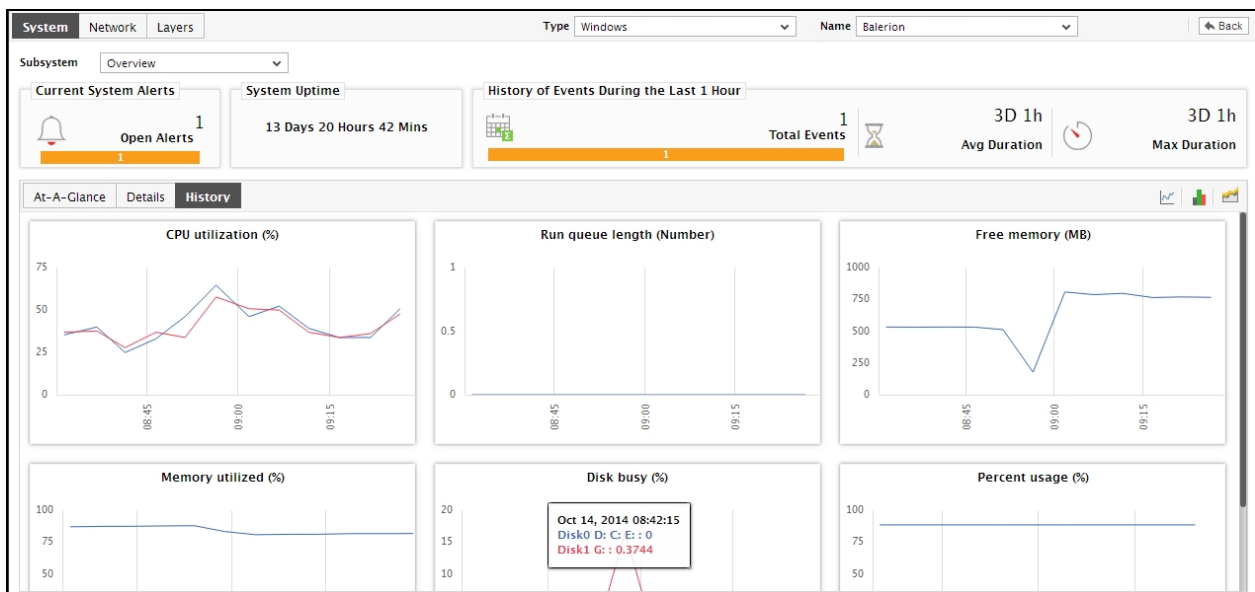 System Network Layers Type Windows Name Balerion Back
Subsystem Overview
Current System Alerts
1
Open Alerts
1
System Uptime
13 Days 20 Hours 42 Mins
History of Events During the Last 1 Hour
1
Total Events
1
3D 1h
Avg Duration
3D 1h
Max Duration
At-A-Glance Details History
CPU utilization (%)
75
50
25
0
08:45 09:00 09:15
Run queue length (Number)
1
0.5
0
08:45 09:00 09:15
Free memory (MB)
1000
750
500
250
0
08:45 09:00 09:15
Memory utilized (%)
100
75
50
Disk busy (%)
20
15
10
Oct 14, 2014 08:42:15
Disk0 D: C: E: : 0
Disk1 G: : 0.3744
Percent usage (%)
100
75
50